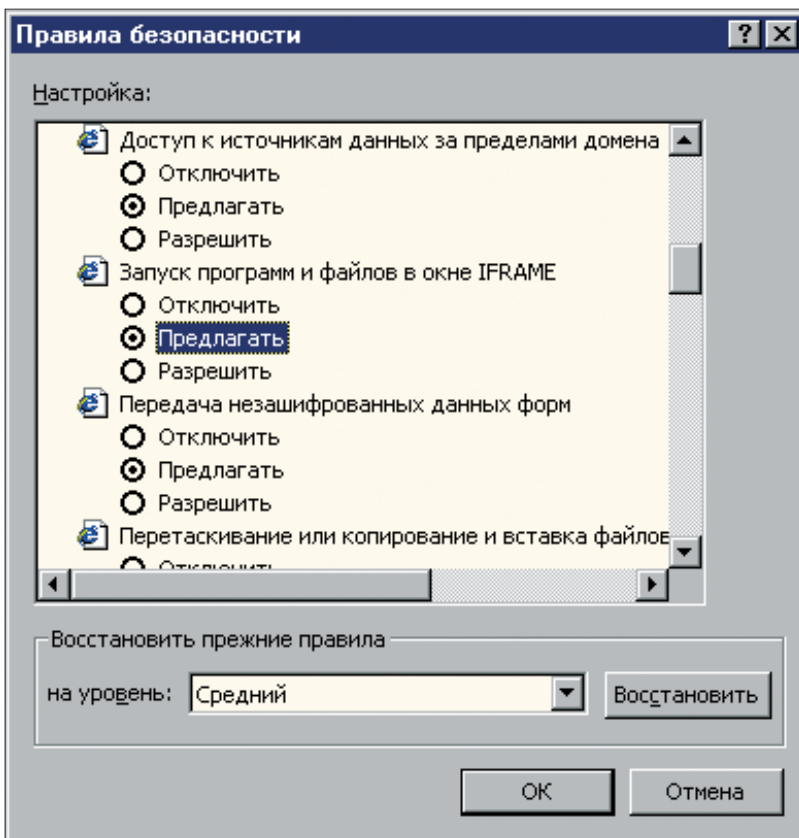 Правила безопасности
Настройка:
Доступ к источникам данных за пределами домена
Отключить
Предлагать
Разрешить
Запуск программ и файлов в окне IFRAME
Отключить
Предлагать
Разрешить
Передача незашифрованных данных форм
Отключить
Предлагать
Разрешить
Перетаскивание или копирование и вставка файлов
Отключить
Восстановить прежние правила
на уровень: Средний Восстановить
ОК Отмена